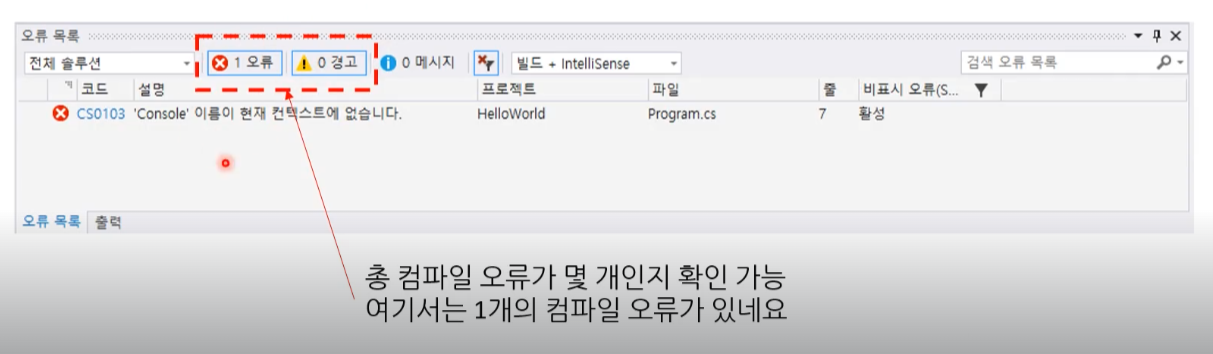 오류 목록
전체 솔루션 1 오류 0 경고 0 메시지 빌드 + IntelliSense 검색 오류 목록
코드 설명 프로젝트 파일 줄 비표시 오류(S...
CS0103 'Console' 이름이 현재 컨텍스트에 없습니다. HelloWorld Program.cs 7 활성
오류 목록 출력
총 컴파일 오류가 몇 개인지 확인 가능
여기서는 1개의 컴파일 오류가 있네요